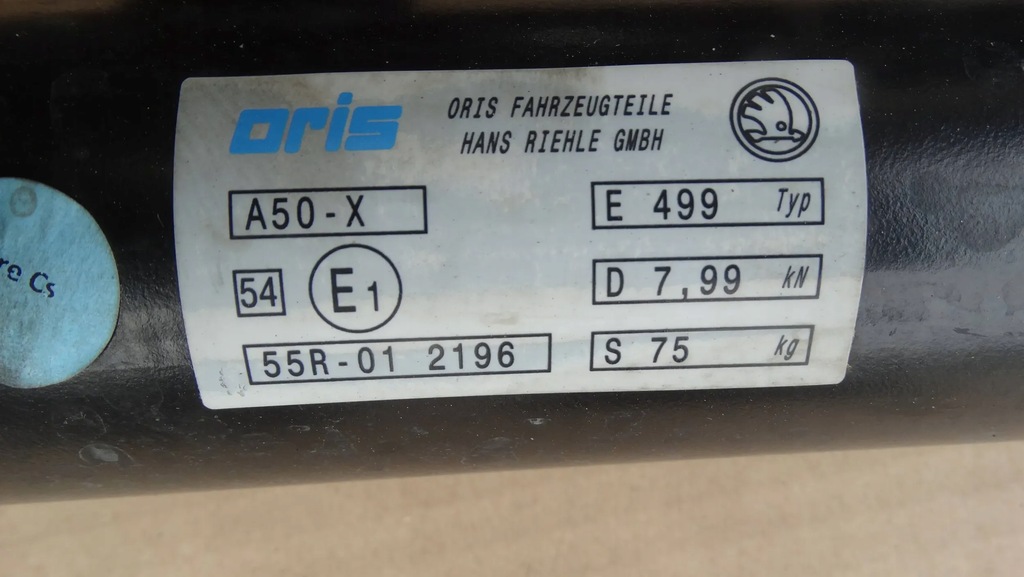 oris
ORIS FAHRZEUGTEILE
HANS RIEHLE GMBH
A50-X
E 499 Typ
54
E1
D 7,99 kN
55R-01 2196
S 75 kg
Cs